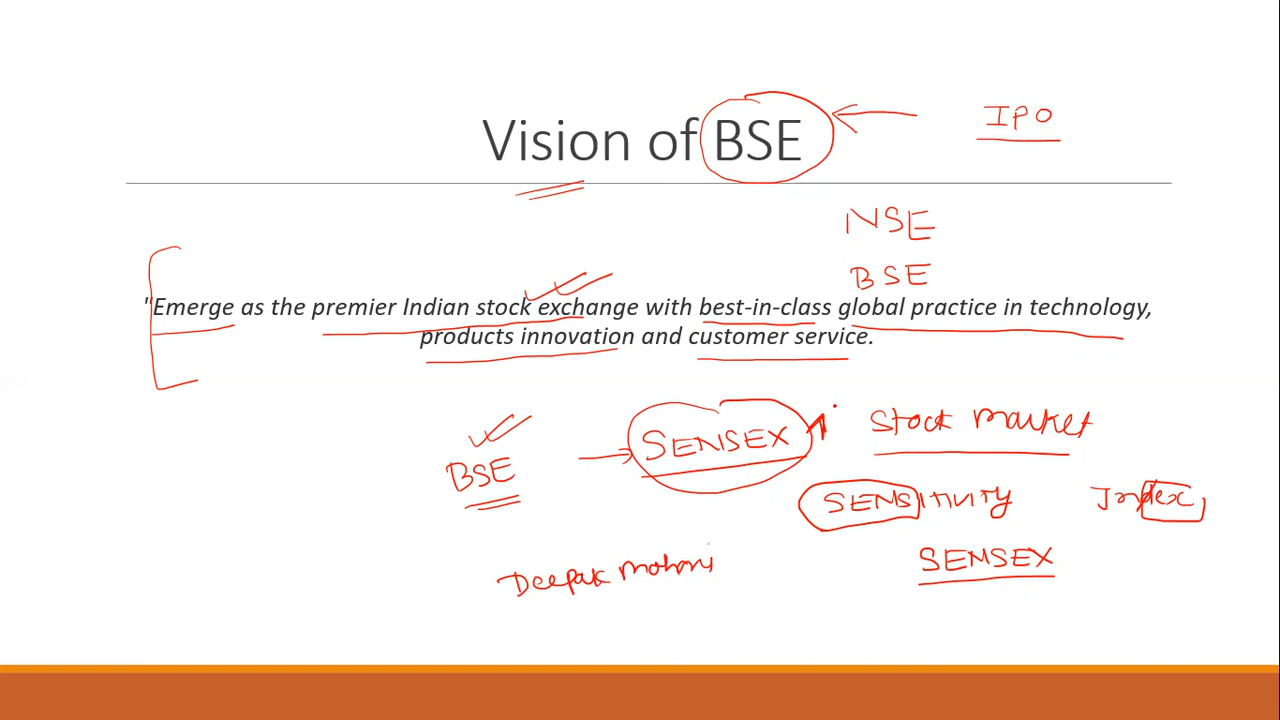 Vision of BSE
IPO
NSE
BSE
"Emerge as the premier Indian stock exchange with best-in-class global practice in technology,
products innovation and customer service.
BSE → SENSEX
Stock market
SENSitivity Index
SENSEX
Deepak Mohoni